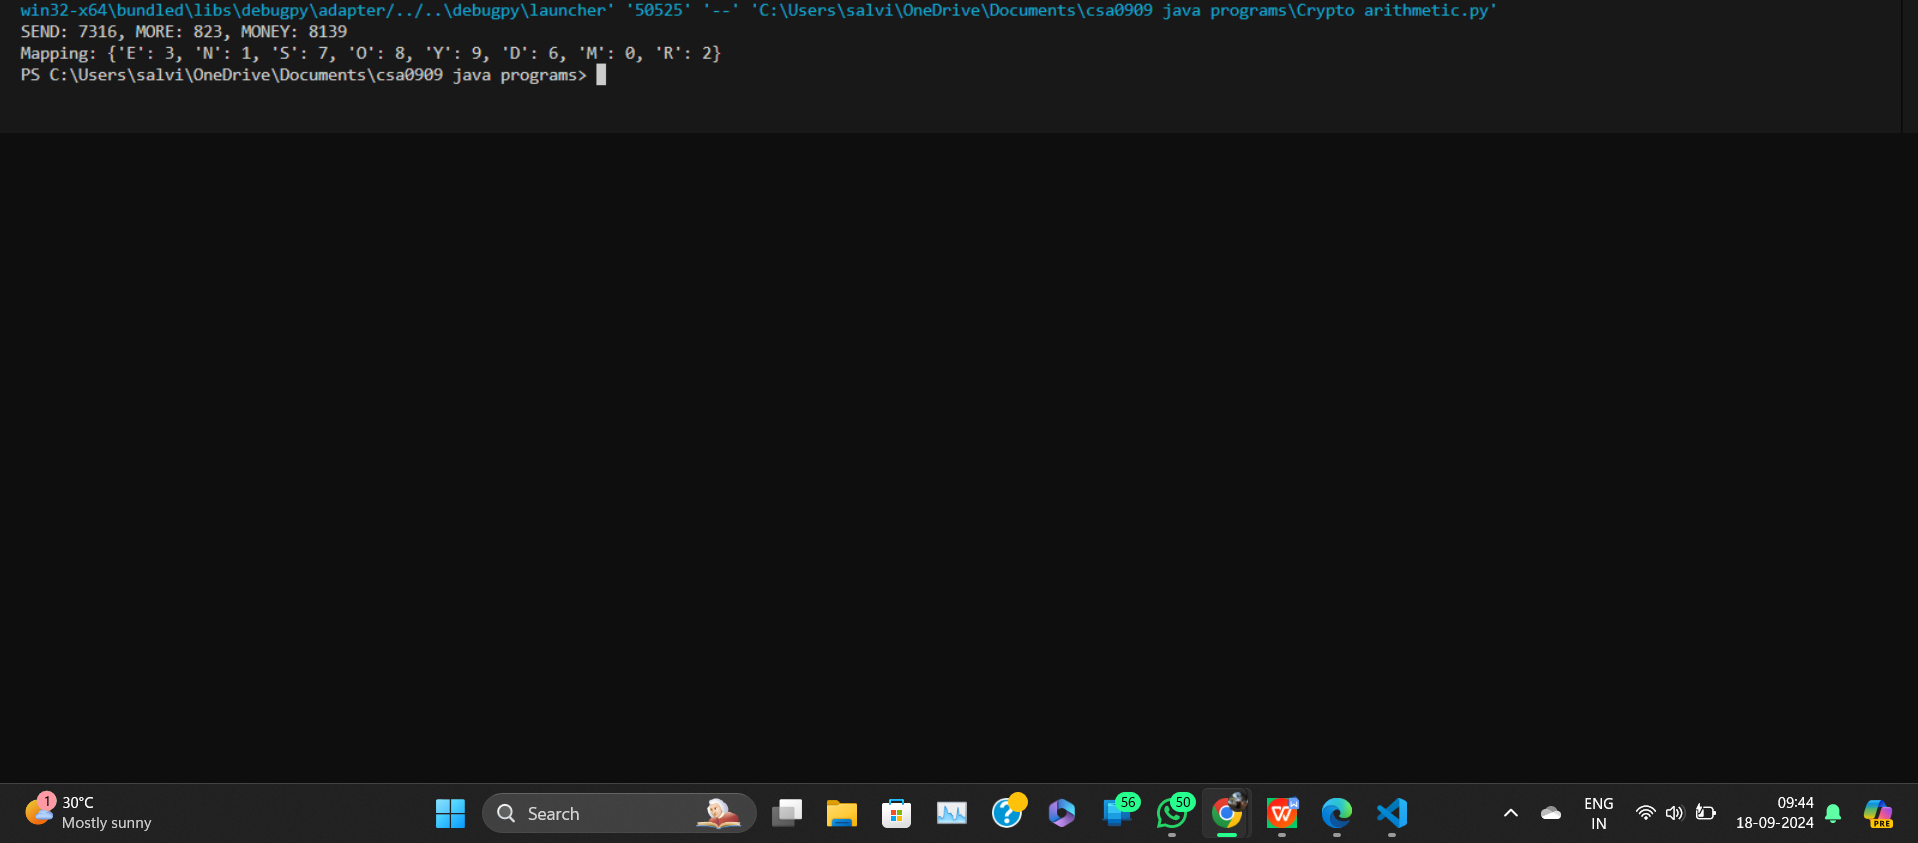 win32-x64\bundled\libs\debugpy\adapter/../..\debugpy\launcher' '50525' '--' 'C:\Users\salvi\OneDrive\Documents\csa0909 java programs\Crypto arithmetic.py'
SEND: 7316, MORE: 823, MONEY: 8139
Mapping: {'E': 3, 'N': 1, 'S': 7, 'O': 8, 'Y': 9, 'D': 6, 'M': 0, 'R': 2}
PS C:\Users\salvi\OneDrive\Documents\csa0909 java programs>
1
30°C
Mostly sunny
Search
56
50
W
W
ENG
IN
09:44
18-09-2024
PRE